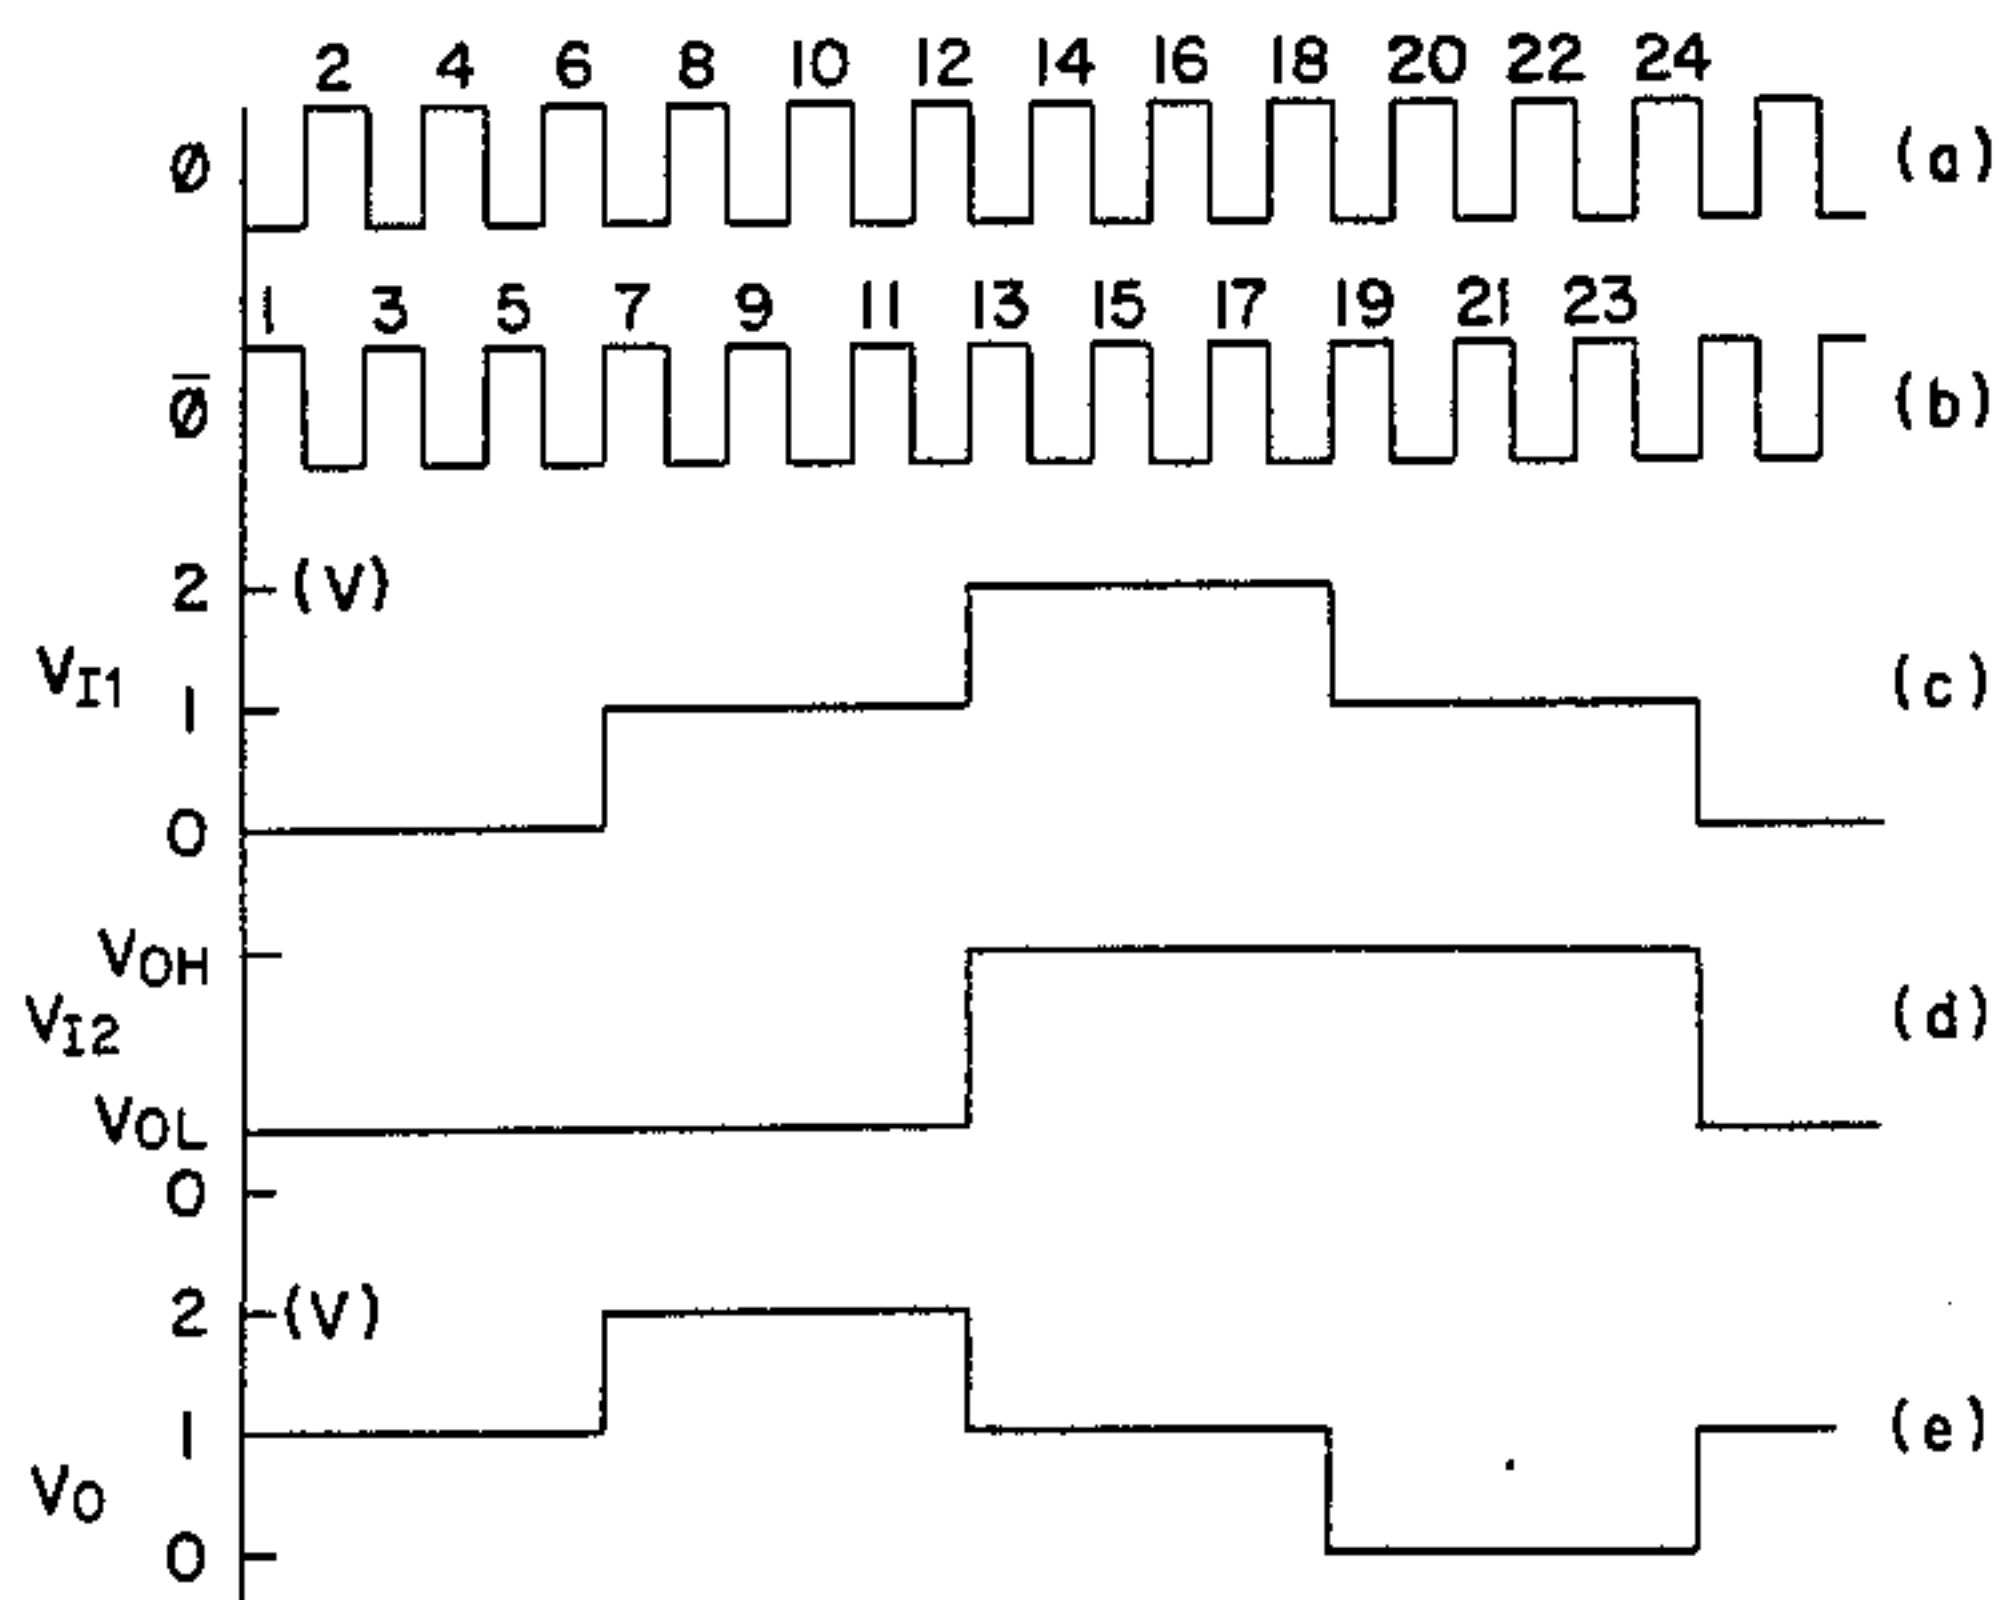 2 4 6 8 10 12 14 16 18 20 22 24
Ø (a)
1 3 5 7 9 11 13 15 17 19 21 23
Ø̅ (b)
2 (V)
VI1 (c)
1
0
VOH
VI2 (d)
VOL
0
2 (V)
1 (e)
VO
0